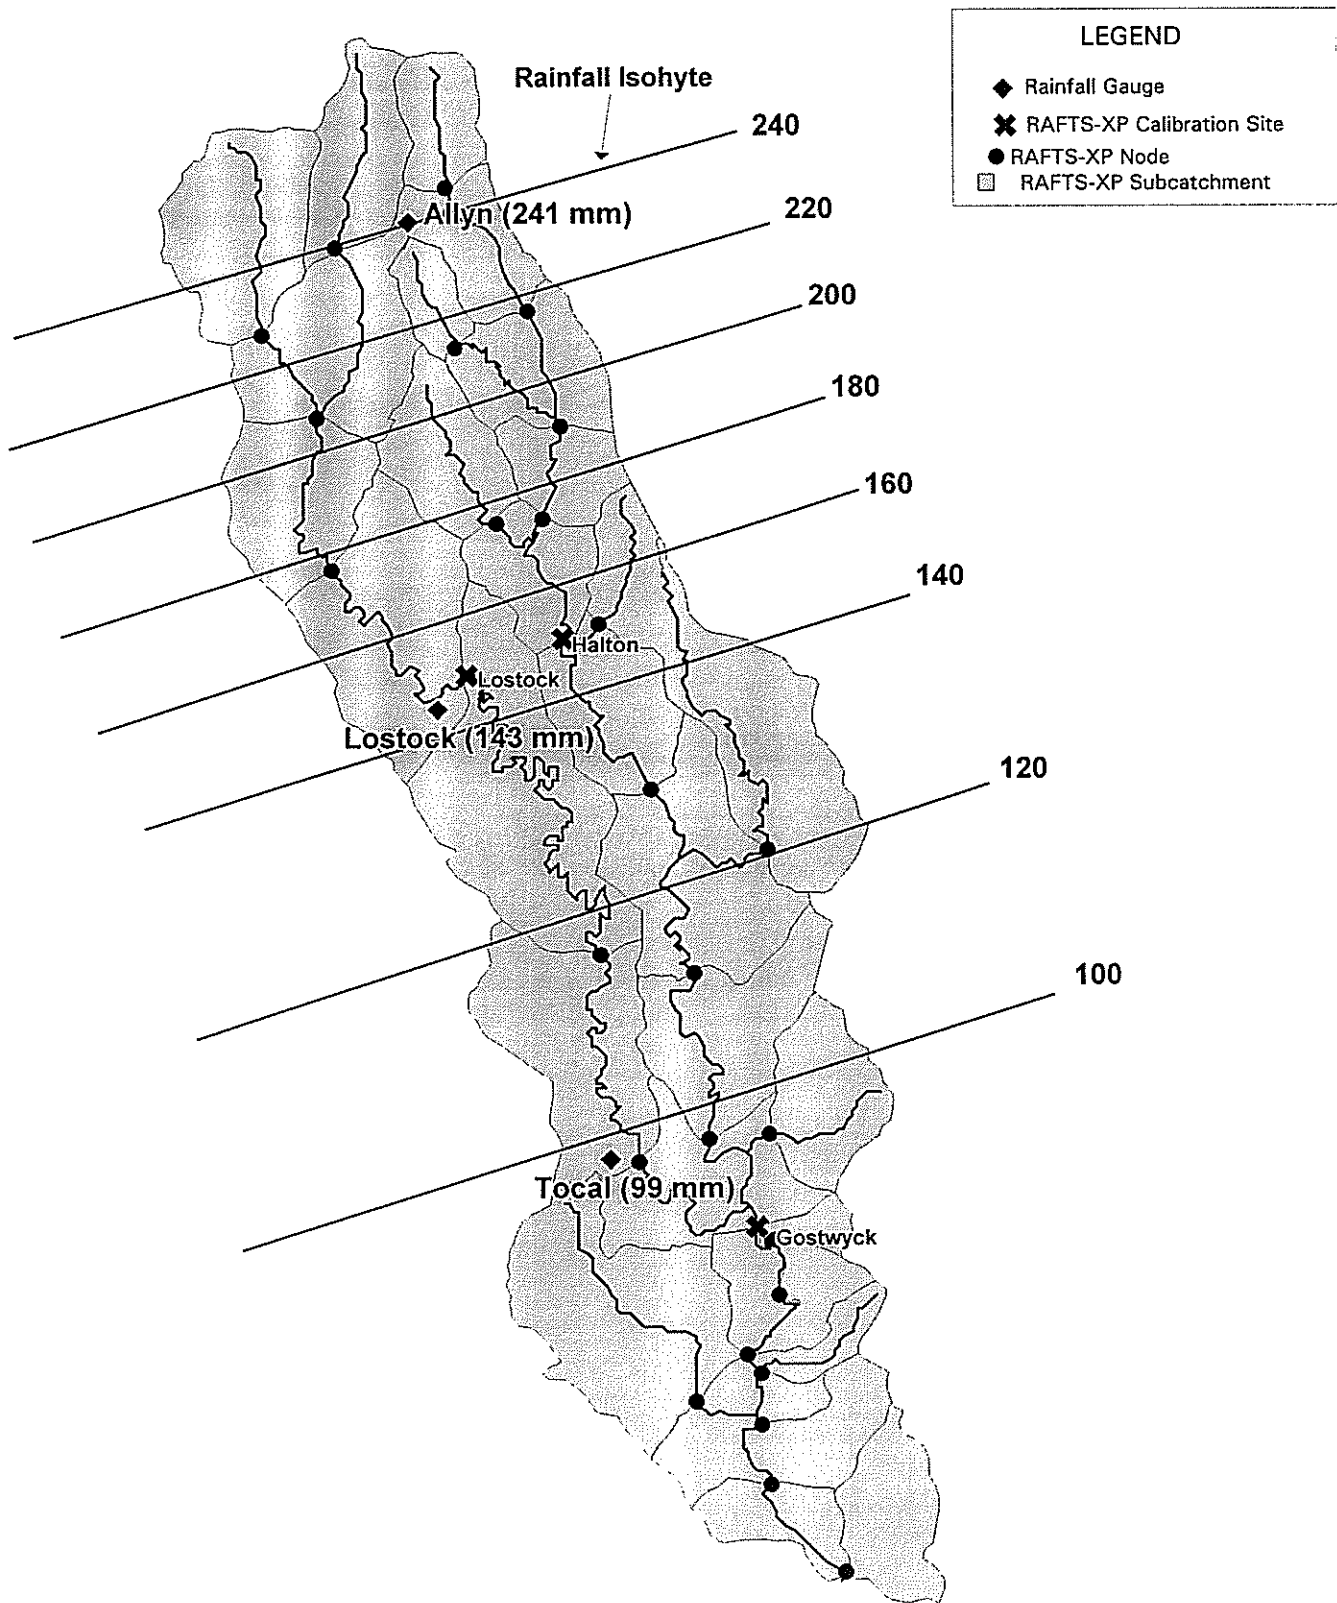 LEGEND
Rainfall Gauge
RAFTS-XP Calibration Site
RAFTS-XP Node
RAFTS-XP Subcatchment
Rainfall Isohyte
240
Allyn (241 mm)
220
200
180
160
140
Halton
Lostock
Lostock (143 mm)
120
100
Tocal (99 mm)
Gostwyck